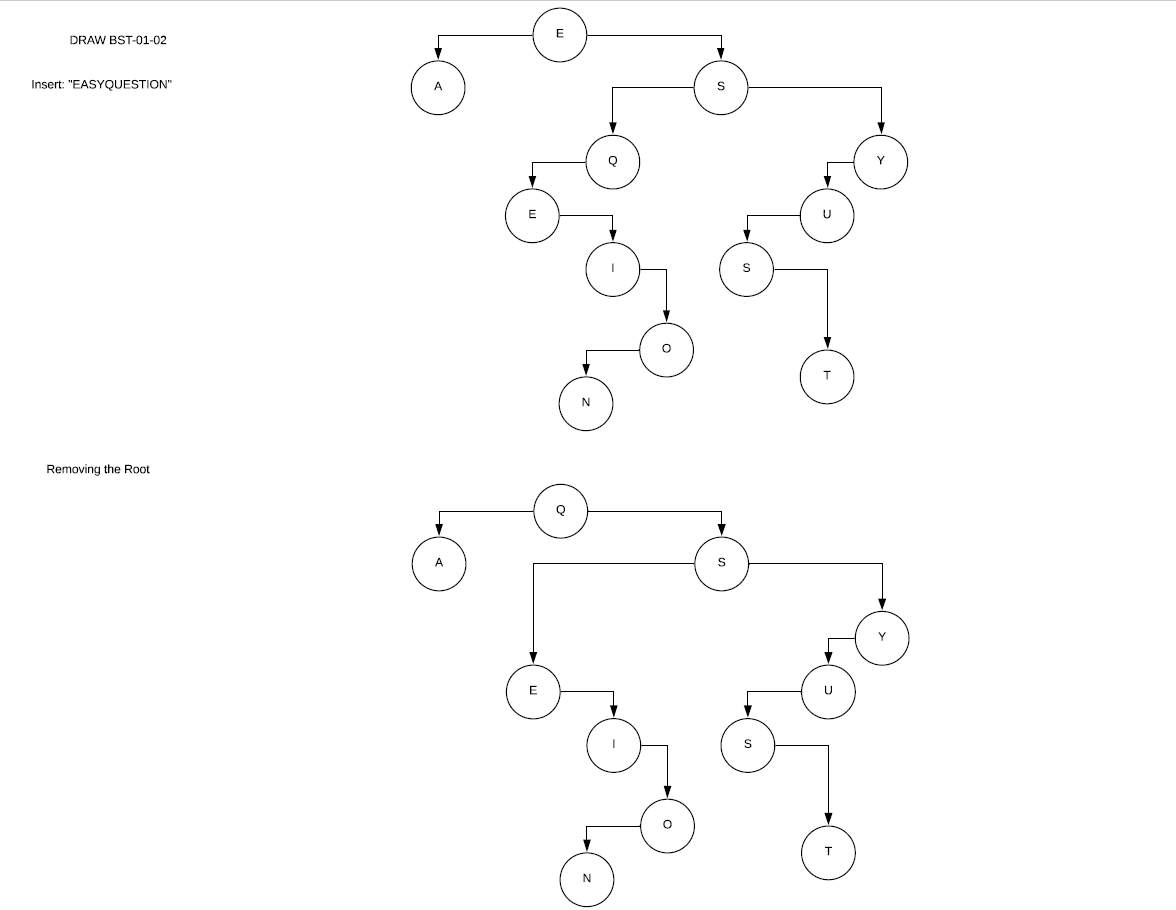 DRAW BST-01-02
Insert: "EASYQUESTION"
E
A
S
Q
Y
E
U
I
S
O
T
N
Removing the Root
Q
A
S
Y
E
U
I
S
O
T
N